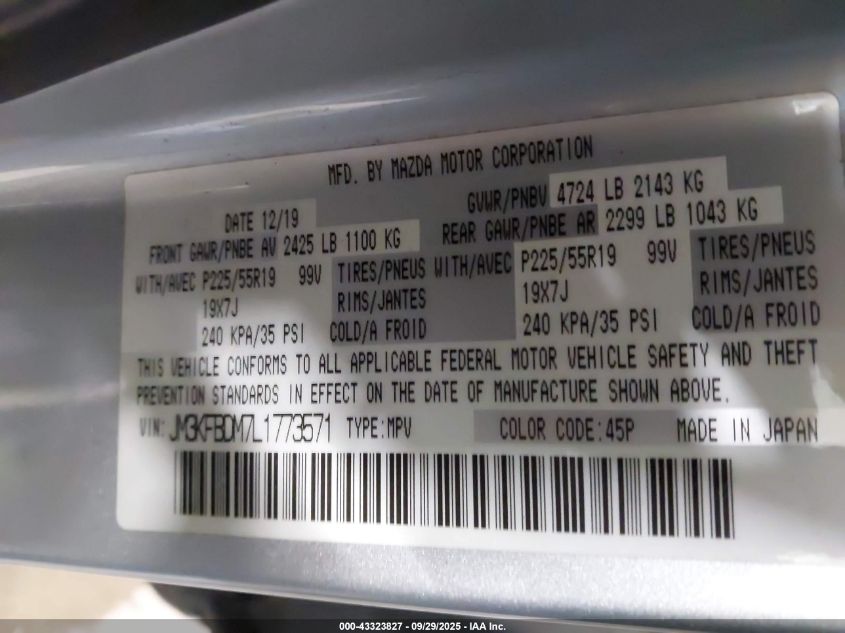 MFD. BY MAZDA MOTOR CORPORATION
DATE 12/19 GVWR/PNBV 4724 LB 2143 KG
FRONT GAWR/PNBE AV 2425 LB 1100 KG REAR GAWR/PNBE AR 2299 LB 1043 KG
WITH/AVEC P225/55R19 99V TIRES/PNEUS WITH/AVEC P225/55R19 99V TIRES/PNEUS
19X7J RIMS/JANTES 19X7J RIMS/JANTES
240 KPA/35 PSI COLD/A FROID 240 KPA/35 PSI COLD/A FROID
THIS VEHICLE CONFORMS TO ALL APPLICABLE FEDERAL MOTOR VEHICLE SAFETY AND THEFT
PREVENTION STANDARDS IN EFFECT ON THE DATE OF MANUFACTURE SHOWN ABOVE.
VIN: JM3KFBDM7L1773571 TYPE:MPV COLOR CODE:45P MADE IN JAPAN
000-43323827 - 09/29/2025 - IAA Inc.